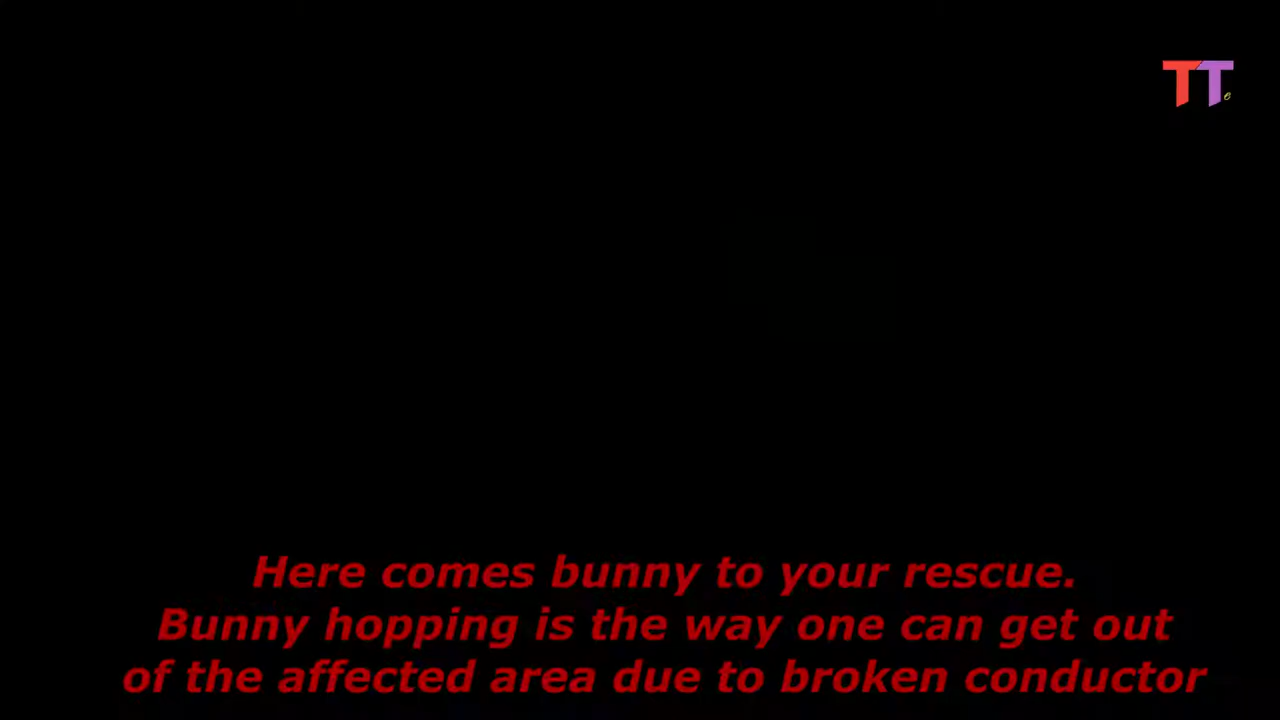 TTe
Here comes bunny to your rescue.
Bunny hopping is the way one can get out
of the affected area due to broken conductor